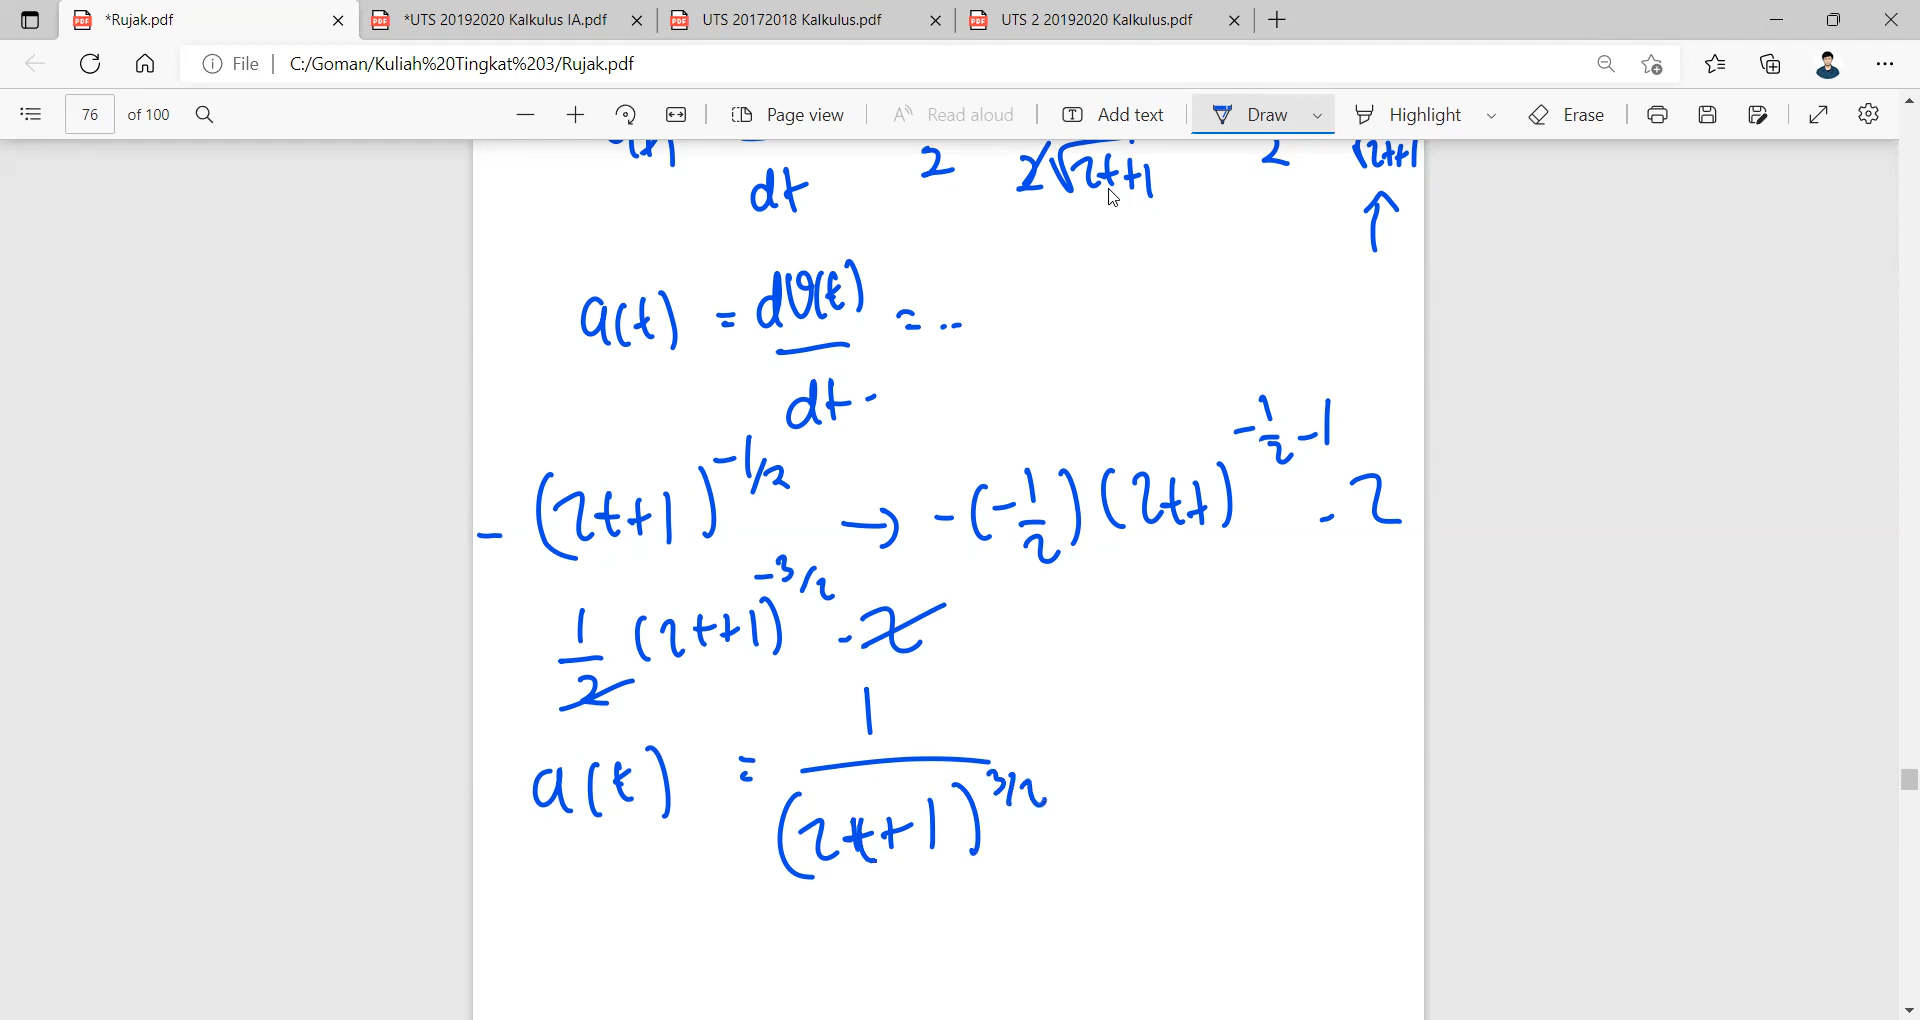 *Rujak.pdf
*UTS 20192020 Kalkulus IA.pdf
UTS 20172018 Kalkulus.pdf
UTS 2 20192020 Kalkulus.pdf
File
C:/Goman/Kuliah%20Tingkat%203/Rujak.pdf
76 of 100
Page view
Read aloud
Add text
Draw
Highlight
Erase
dt 2 2√2t+1 2 √2t+1
a(t) = dv(t)/dt = ..
- (2t+1)^-1/2 → - (-1/2) (2t+1)^-1/2 - 1 . 2
1/2 (2t+1)^-3/2 . 2
a(t) = 1/(2t+1)^3/2